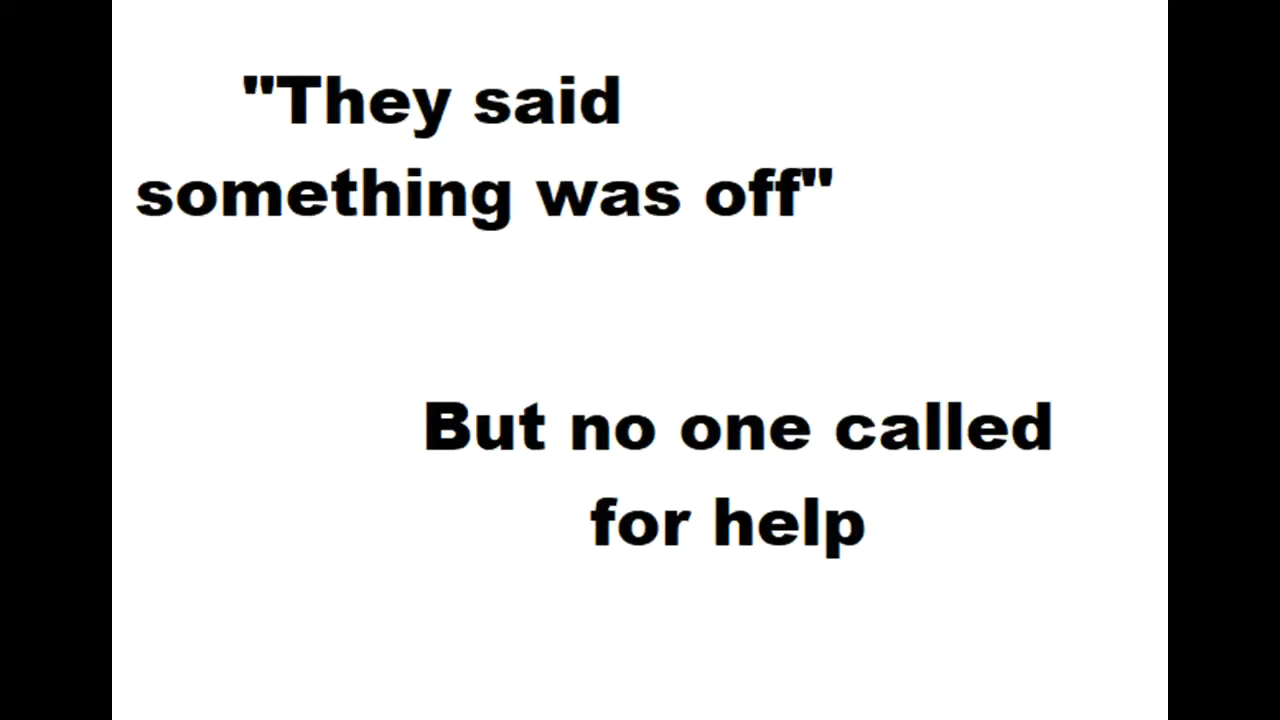 "They said
something was off"
But no one called
for help